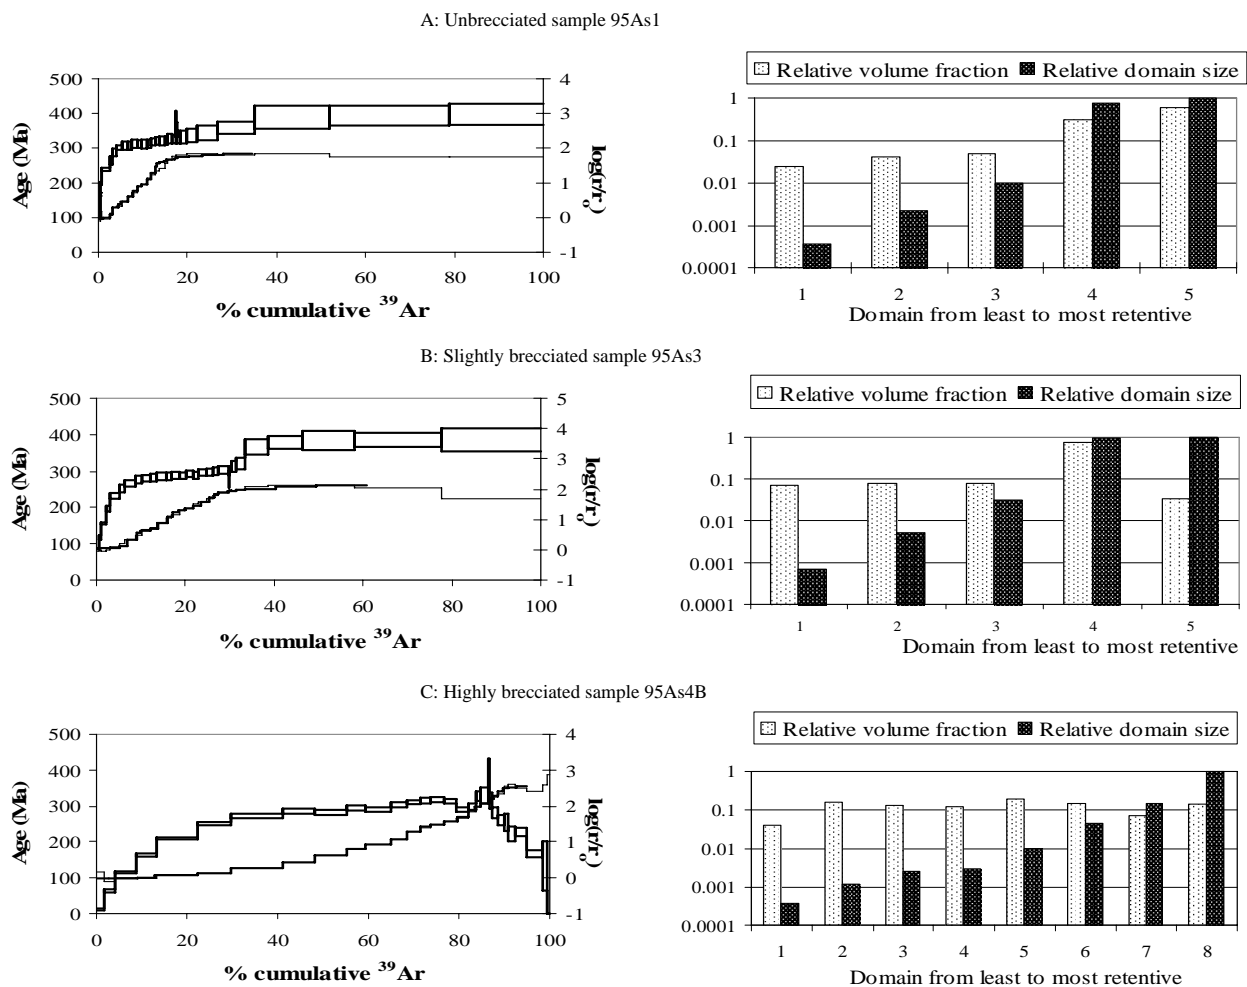 A: Unbrecciated sample 95As1
Relative volume fraction Relative domain size
500
400
300
200
100
0
Age (Ma)
4
3
2
1
0
-1
log(r/ro)
0 20 40 60 80 100
% cumulative 39Ar
1
0.1
0.01
0.001
0.0001
1 2 3 4 5
Domain from least to most retentive
B: Slightly brecciated sample 95As3
Relative volume fraction Relative domain size
500
400
300
200
100
0
Age (Ma)
5
4
3
2
1
0
-1
log(r/ro)
0 20 40 60 80 100
% cumulative 39Ar
1
0.1
0.01
0.001
0.0001
1 2 3 4 5
Domain from least to most retentive
C: Highly brecciated sample 95As4B
Relative volume fraction Relative domain size
500
400
300
200
100
0
Age (Ma)
4
3
2
1
0
-1
log(r/ro)
0 20 40 60 80 100
% cumulative 39Ar
1
0.1
0.01
0.001
0.0001
1 2 3 4 5 6 7 8
Domain from least to most retentive